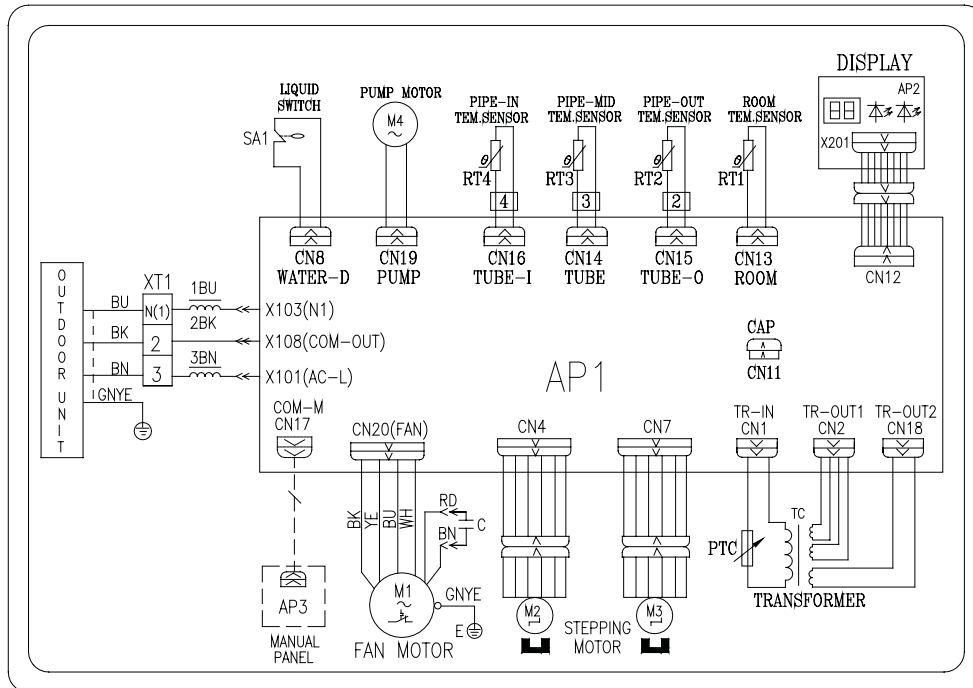 DISPLAY
AP2
X201
LIQUID
SWITCH
SA1
PUMP MOTOR
M4
PIPE-IN
TEM.SENSOR
θ
RT4
4
PIPE-MID
TEM.SENSOR
θ
RT3
3
PIPE-OUT
TEM.SENSOR
θ
RT2
2
ROOM
TEM.SENSOR
θ
RT1
CN8
WATER-D
CN19
PUMP
CN16
TUBE-I
CN14
TUBE
CN15
TUBE-O
CN13
ROOM
CN12
OUTDOOR UNIT
XT1
BU
N(1)
1BU
X103(N1)
2BK
BK
2
X108(COM-OUT)
BN
3
3BN
X101(AC-L)
GNYE
AP1
CAP
CN11
COM-M
CN17
CN20(FAN)
CN4
CN7
TR-IN
CN1
TR-OUT1
CN2
TR-OUT2
CN18
BK
YE
BU
WH
RD
C
BN
PTC
TC
TRANSFORMER
AP3
MANUAL
PANEL
M1
GNYE
E
FAN MOTOR
M2
STEPPING
MOTOR
M3